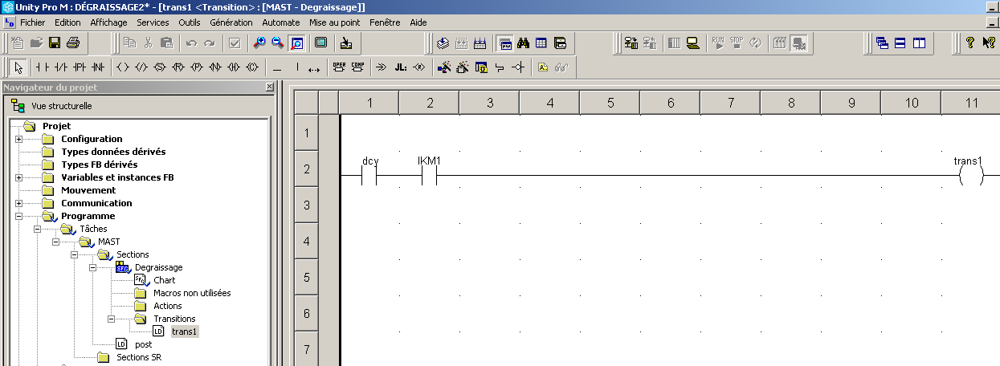 Unity Pro M : DÉGRAISSAGE2* - [trans1 <Transition> : [MAST - Degraissage]]
Fichier Edition Affichage Services Outils Génération Automate Mise au point Fenêtre Aide
RUN STOP
P N S R P N M C OPER COMP JL: R
Navigateur du projet
Vue structurelle
Projet
Configuration
Types données dérivés
Types FB dérivés
Variables et instances FB
Mouvement
Communication
Programme
Tâches
MAST
Sections
SFC Degraissage
SFC Chart
Macros non utilisées
Actions
Transitions
LD trans1
LD post
Sections SR
1 2 3 4 5 6 7 8 9 10 11
1
2
3
4
5
6
7
dcy IKM1 trans1